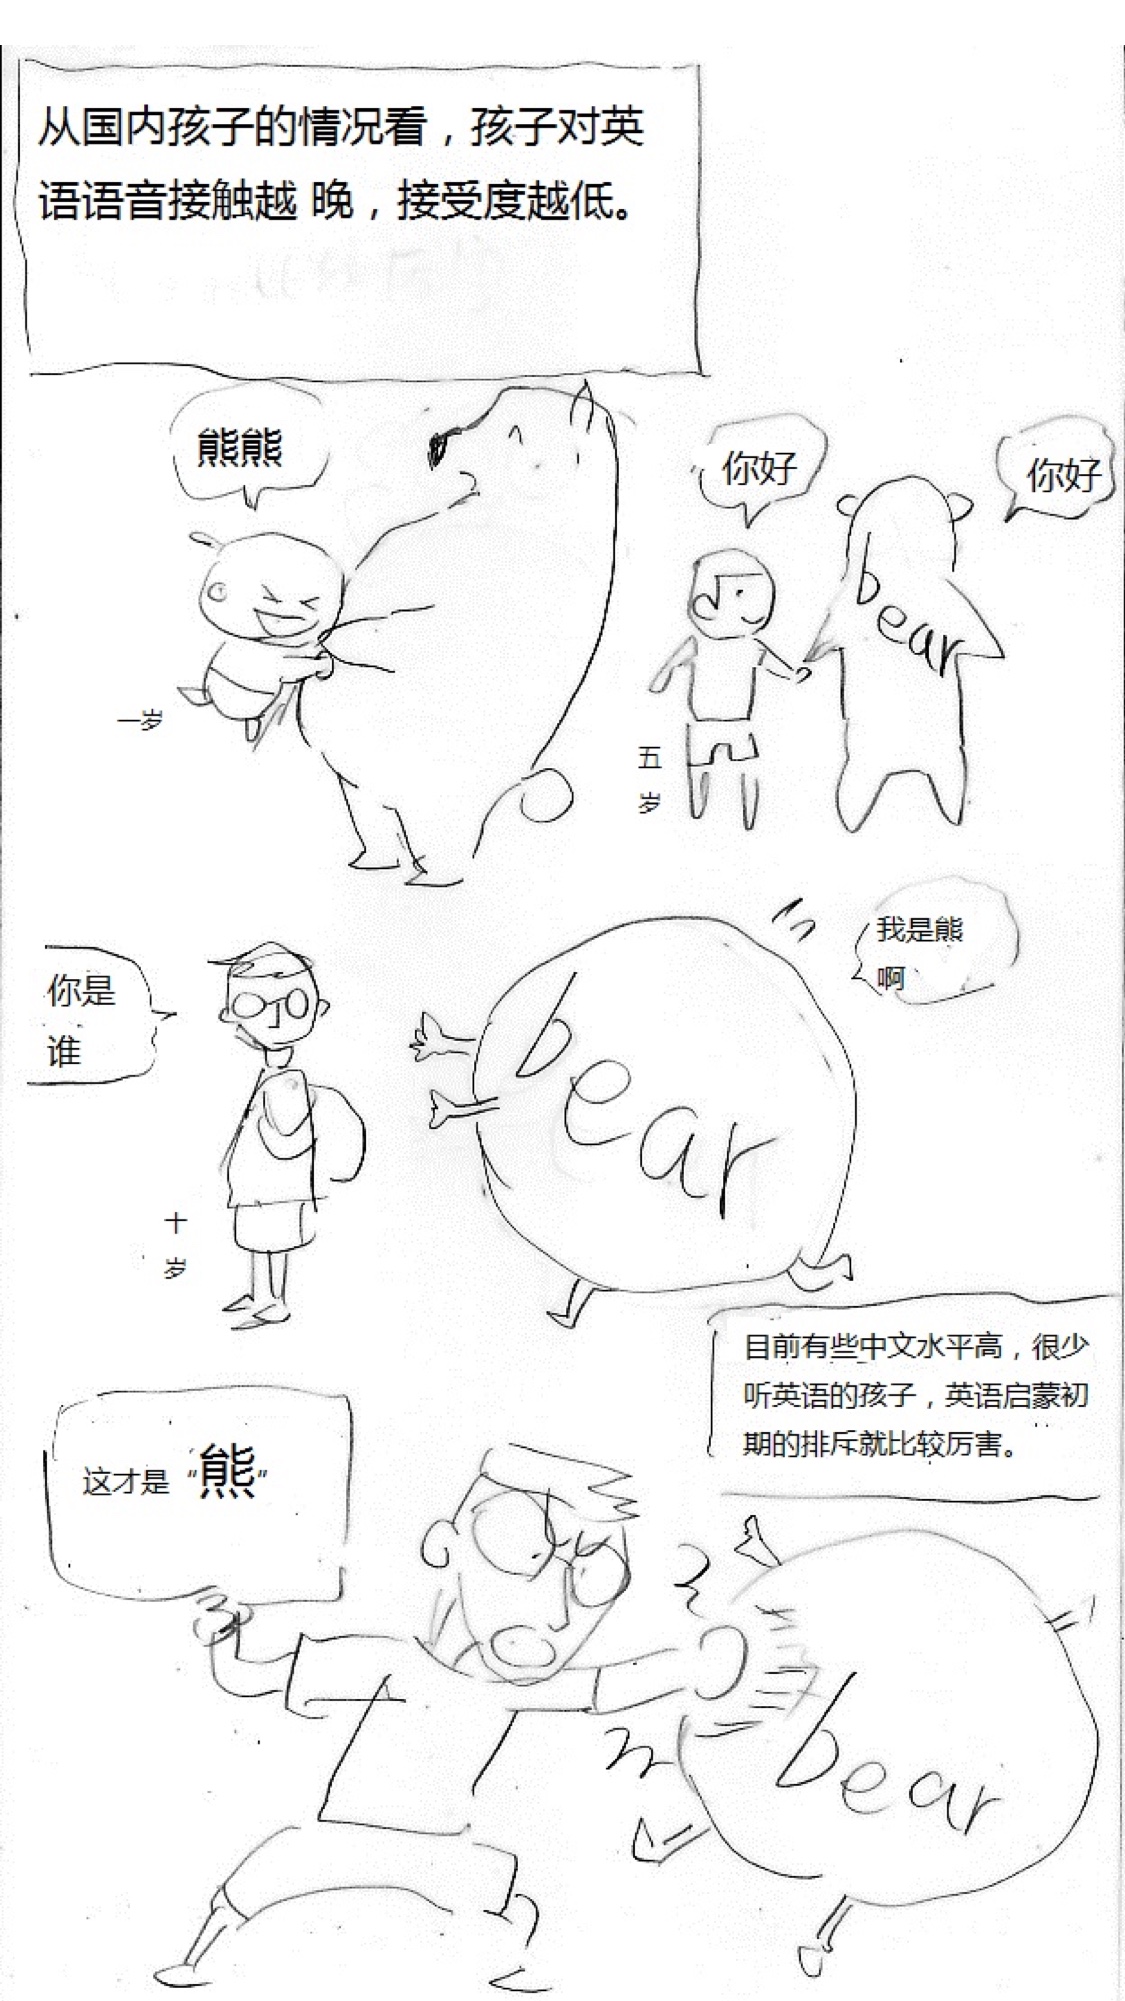 从国内孩子的情况看，孩子对英
语语音接触越 晚，接受度越低。
熊熊
你好
你好
bear
一岁
五
岁
我是熊
啊
你是
谁
bear
十
岁
目前有些中文水平高，很少
听英语的孩子，英语启蒙初
期的排斥就比较厉害。
这才是“熊”
bear